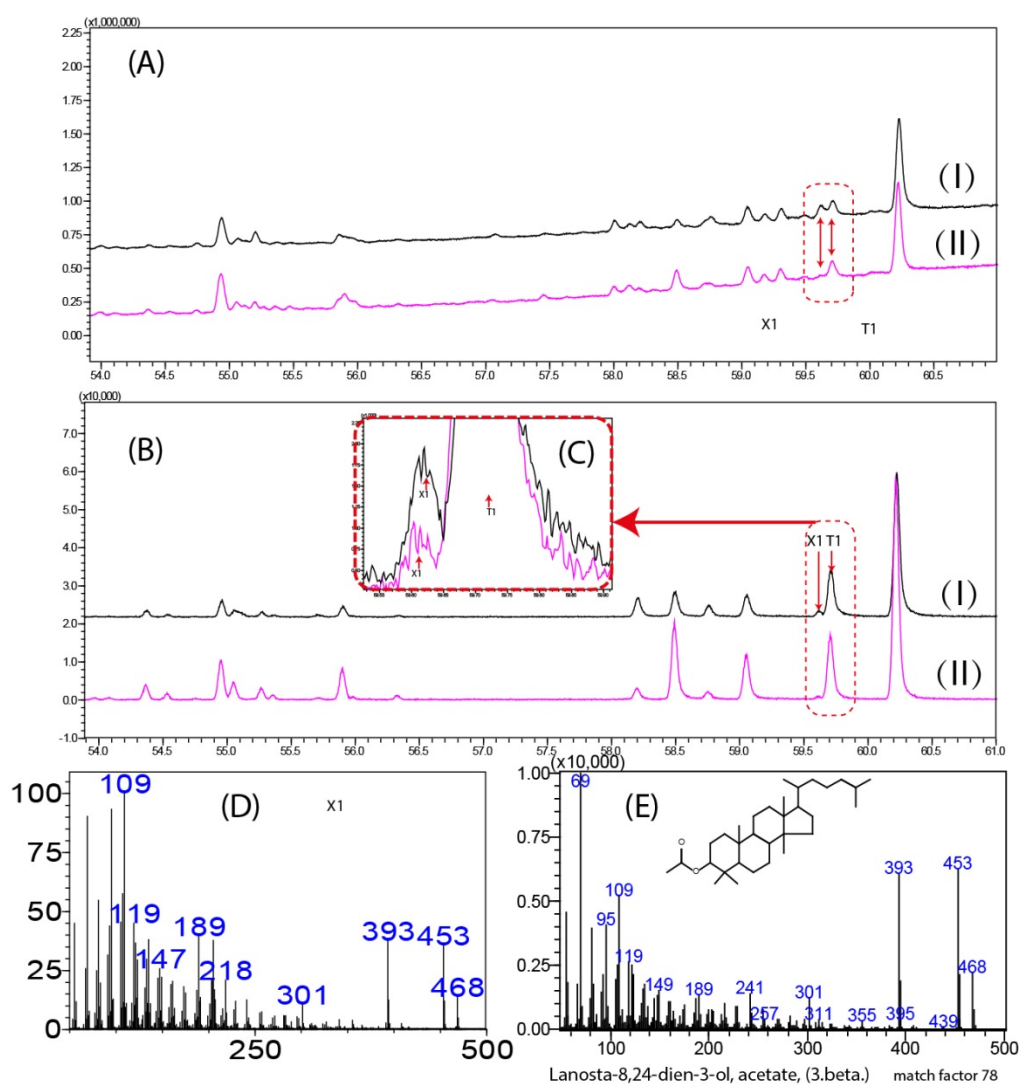 (x1,000,000)
2.25
2.00
1.75
1.50
1.25
1.00
0.75
0.50
0.25
0.00
(A)
(I)
(II)
X1 T1
54.0 54.5 55.0 55.5 56.0 56.5 57.0 57.5 58.0 58.5 59.0 59.5 60.0 60.5
(x10,000)
7.0
6.0
5.0
4.0
3.0
2.0
1.0
0.0
-1.0
(B)
(C)
X1
T1
X1
X1 T1
(I)
(II)
54.0 54.5 55.0 55.5 56.0 56.5 57.0 57.5 58.0 58.5 59.0 59.5 60.0 60.5 61.0
100
75
50
25
0
109
X1
(D)
119
147
189
218
301
393
453
468
250 500
(x10,000)
1.00
0.75
0.50
0.25
0.00
69
(E)
O
O
109
95
119
149
189
241
257
301
311
355
393
395
439
453
468
100 200 300 400 500
Lanosta-8,24-dien-3-ol, acetate, (3.beta.) match factor 78